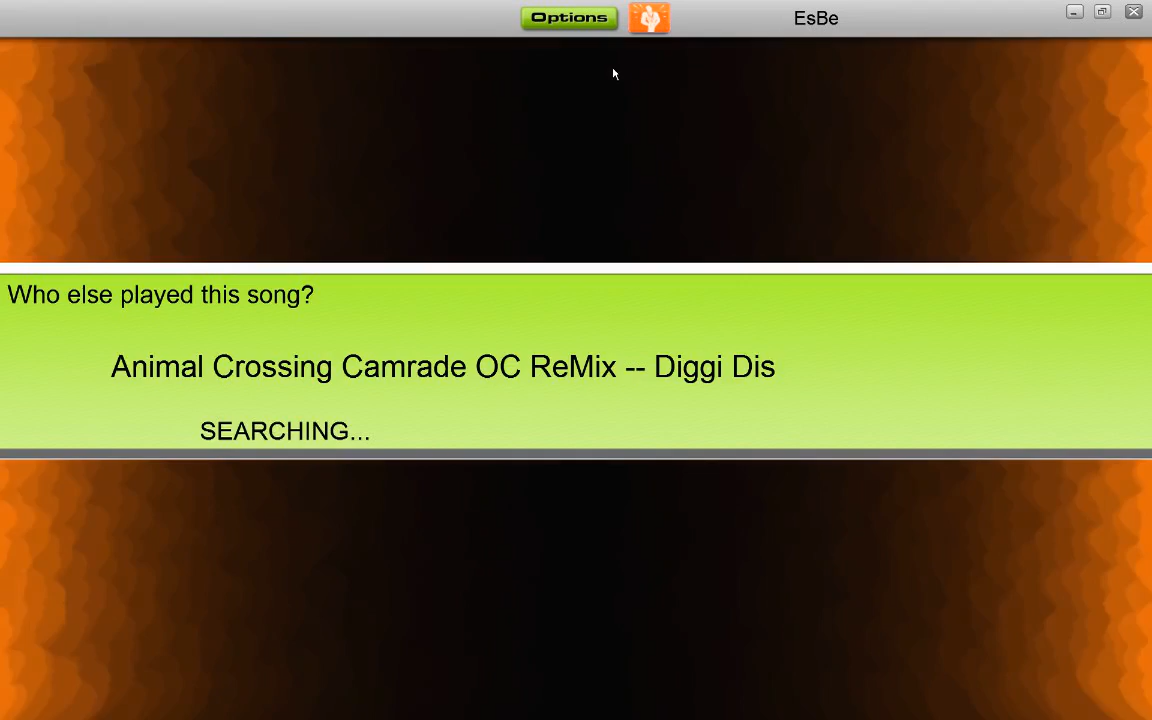 Options
EsBe
Who else played this song?
Animal Crossing Camrade OC ReMix -- Diggi Dis
SEARCHING...